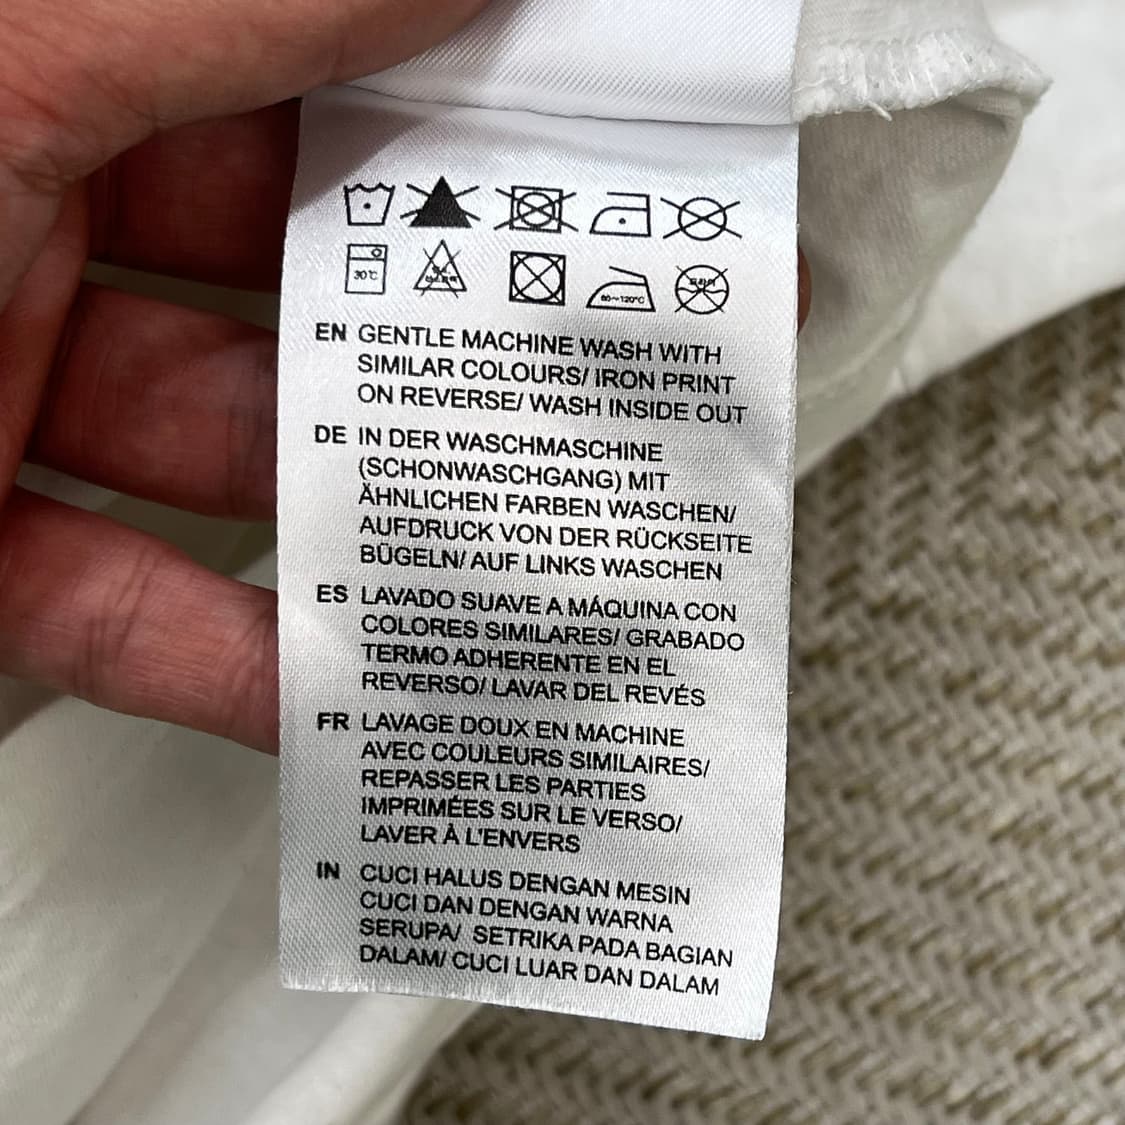 30℃
80~120℃
EN GENTLE MACHINE WASH WITH
SIMILAR COLOURS/ IRON PRINT
ON REVERSE/ WASH INSIDE OUT
DE IN DER WASCHMASCHINE
(SCHONWASCHGANG) MIT
ÄHNLICHEN FARBEN WASCHEN/
AUFDRUCK VON DER RÜCKSEITE
BÜGELN/ AUF LINKS WASCHEN
ES LAVADO SUAVE A MÁQUINA CON
COLORES SIMILARES/ GRABADO
TERMO ADHERENTE EN EL
REVERSO/ LAVAR DEL REVÉS
FR LAVAGE DOUX EN MACHINE
AVEC COULEURS SIMILAIRES/
REPASSER LES PARTIES
IMPRIMÉES SUR LE VERSO/
LAVER À L'ENVERS
IN CUCI HALUS DENGAN MESIN
CUCI DAN DENGAN WARNA
SERUPA/ SETRIKA PADA BAGIAN
DALAM/ CUCI LUAR DAN DALAM